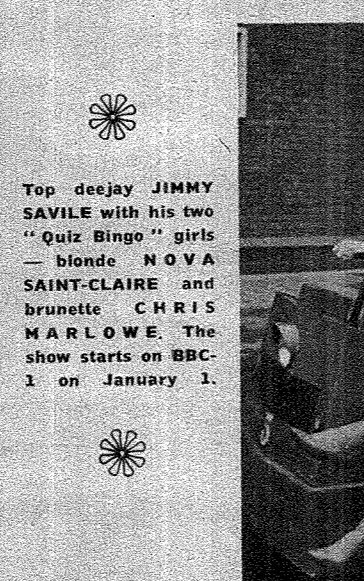 Top deejay JIMMY
SAVILE with his two
“ Quiz Bingo ” girls
— blonde NOVA
SAINT-CLAIRE and
brunette CHRIS
MARLOWE. The
show starts on BBC-
1 on January 1.